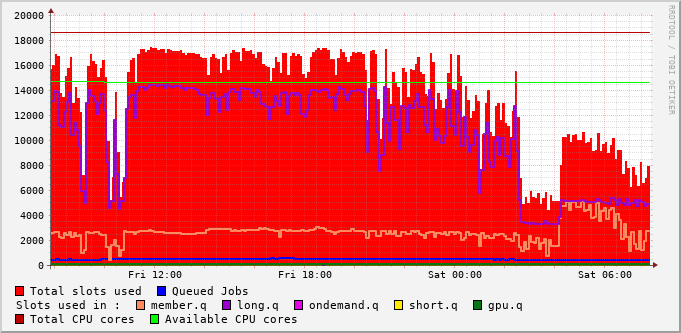 20000
18000
16000
14000
12000
10000
8000
6000
4000
2000
0
Fri 12:00 Fri 18:00 Sat 00:00 Sat 06:00
RRDTOOL / TOBI OETIKER
Total slots used Queued Jobs
Slots used in : member.q long.q ondemand.q short.q gpu.q
Total CPU cores Available CPU cores